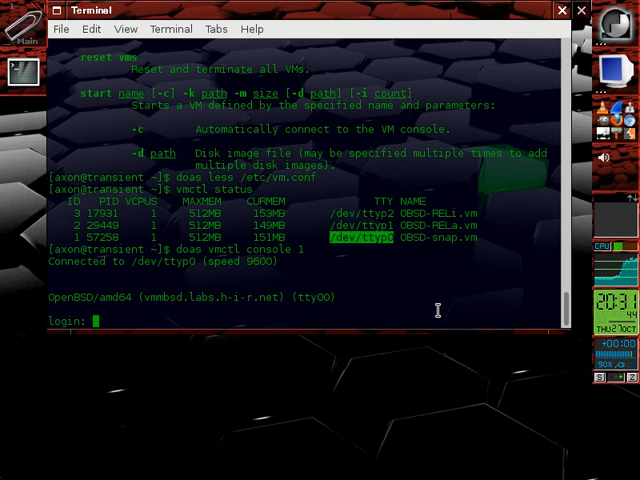 Main
Terminal
File Edit View Terminal Tabs Help
reset vms
Reset and terminate all VMs.
start name [-c] -k path -m size [-d path] [-i count]
Starts a VM defined by the specified name and parameters:
-c Automatically connect to the VM console.
-d path Disk image file (may be specified multiple times to add
multiple disk images).
[axon@transient ~]$ doas less /etc/vm.conf
[axon@transient ~]$ vmctl status
ID PID VCPUS MAXMEM CURMEM TTY NAME
3 17931 1 512MB 153MB /dev/ttyp2 OBSD-RELi.vm
2 29449 1 512MB 149MB /dev/ttyp1 OBSD-RELa.vm
1 57258 1 512MB 151MB /dev/ttyp0 OBSD-snap.vm
[axon@transient ~]$ doas vmctl console 1
Connected to /dev/ttyp0 (speed 9600)
OpenBSD/amd64 (vmmbsd.labs.h-i-r.net) (tty00)
login:
CPU
20:31
44
THU27OCT
+00:00
90%
S Z